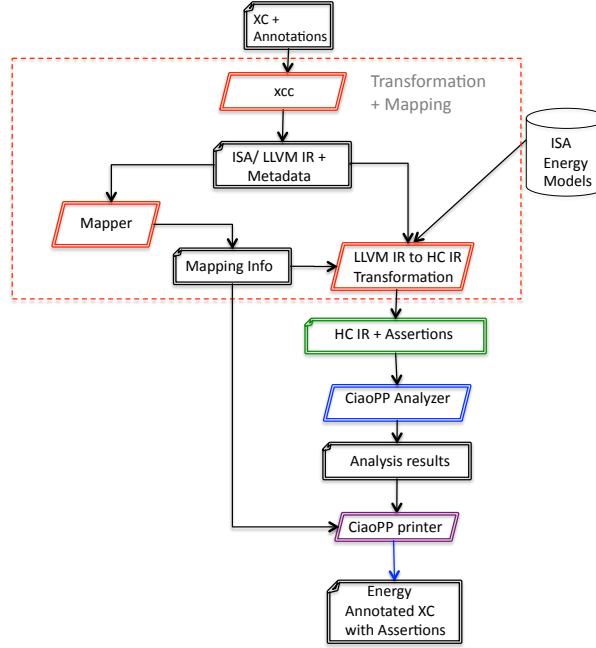 XC +
Annotations
xcc
Transformation
+ Mapping
ISA/ LLVM IR +
Metadata
ISA
Energy
Models
Mapper
Mapping Info
LLVM IR to HC IR
Transformation
HC IR + Assertions
CiaoPP Analyzer
Analysis results
CiaoPP printer
Energy
Annotated XC
with Assertions